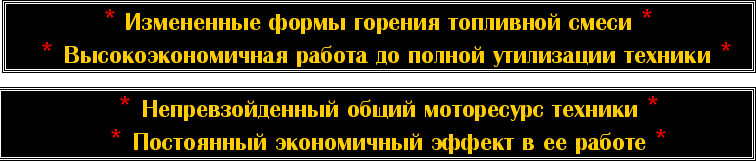 * Измененные формы горения топливной смеси *
* Высокоэкономичная работа до полной утилизации техники *
* Непревзойденный общий моторесурс техники *
* Постоянный экономичный эффект в ее работе *